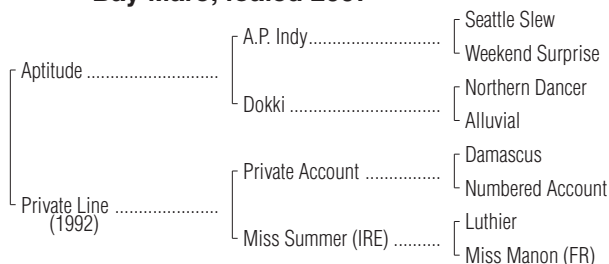 Bay Mare, foaled
Seattle Slew
A.P. Indy
Weekend Surprise
Aptitude
Northern Dancer
Dokki
Alluvial
Damascus
Private Account
Numbered Account
Private Line
(1992)
Luthier
Miss Summer (IRE)
Miss Manon (FR)